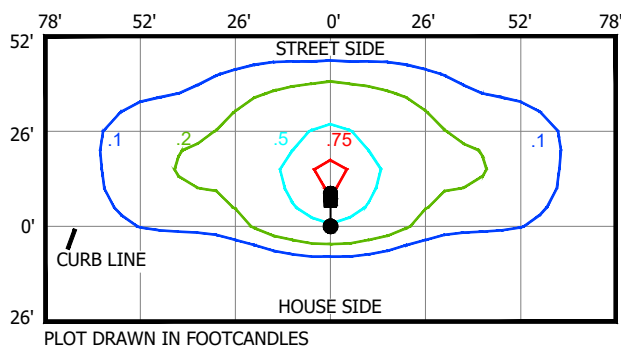 78' 52' 26' 0' 26' 52' 78'
52'
STREET SIDE
26'
.1 .2 .5 .75 .1
0'
CURB LINE
HOUSE SIDE
26'
PLOT DRAWN IN FOOTCANDLES